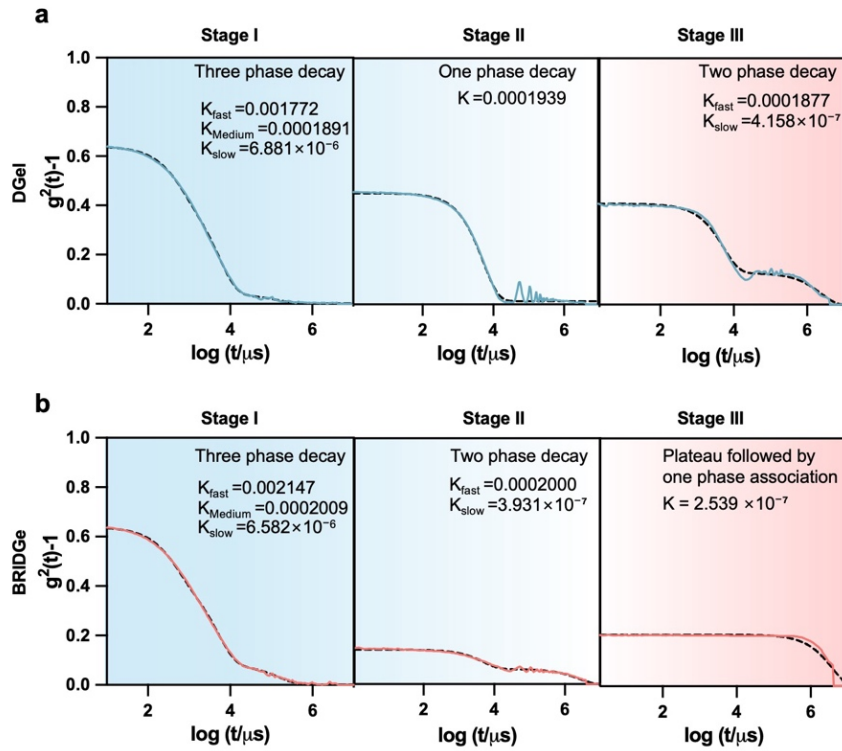 a
Stage I
Stage II
Stage III
DGel
g²(t)-1
1.0
0.8
0.6
0.4
0.2
0.0
Three phase decay
K_fast =0.001772
K_Medium =0.0001891
K_slow =6.881×10⁻⁶
One phase decay
K =0.0001939
Two phase decay
K_fast =0.0001877
K_slow =4.158×10⁻⁷
2 4 6
2 4 6
2 4 6
log (t/μs)
log (t/μs)
log (t/μs)
b
Stage I
Stage II
Stage III
BRIDGe
g²(t)-1
1.0
0.8
0.6
0.4
0.2
0.0
Three phase decay
K_fast =0.002147
K_Medium =0.0002009
K_slow =6.582×10⁻⁶
Two phase decay
K_fast =0.0002000
K_slow =3.931×10⁻⁷
Plateau followed by
one phase association
K = 2.539 ×10⁻⁷
2 4 6
2 4 6
2 4 6
log (t/μs)
log (t/μs)
log (t/μs)